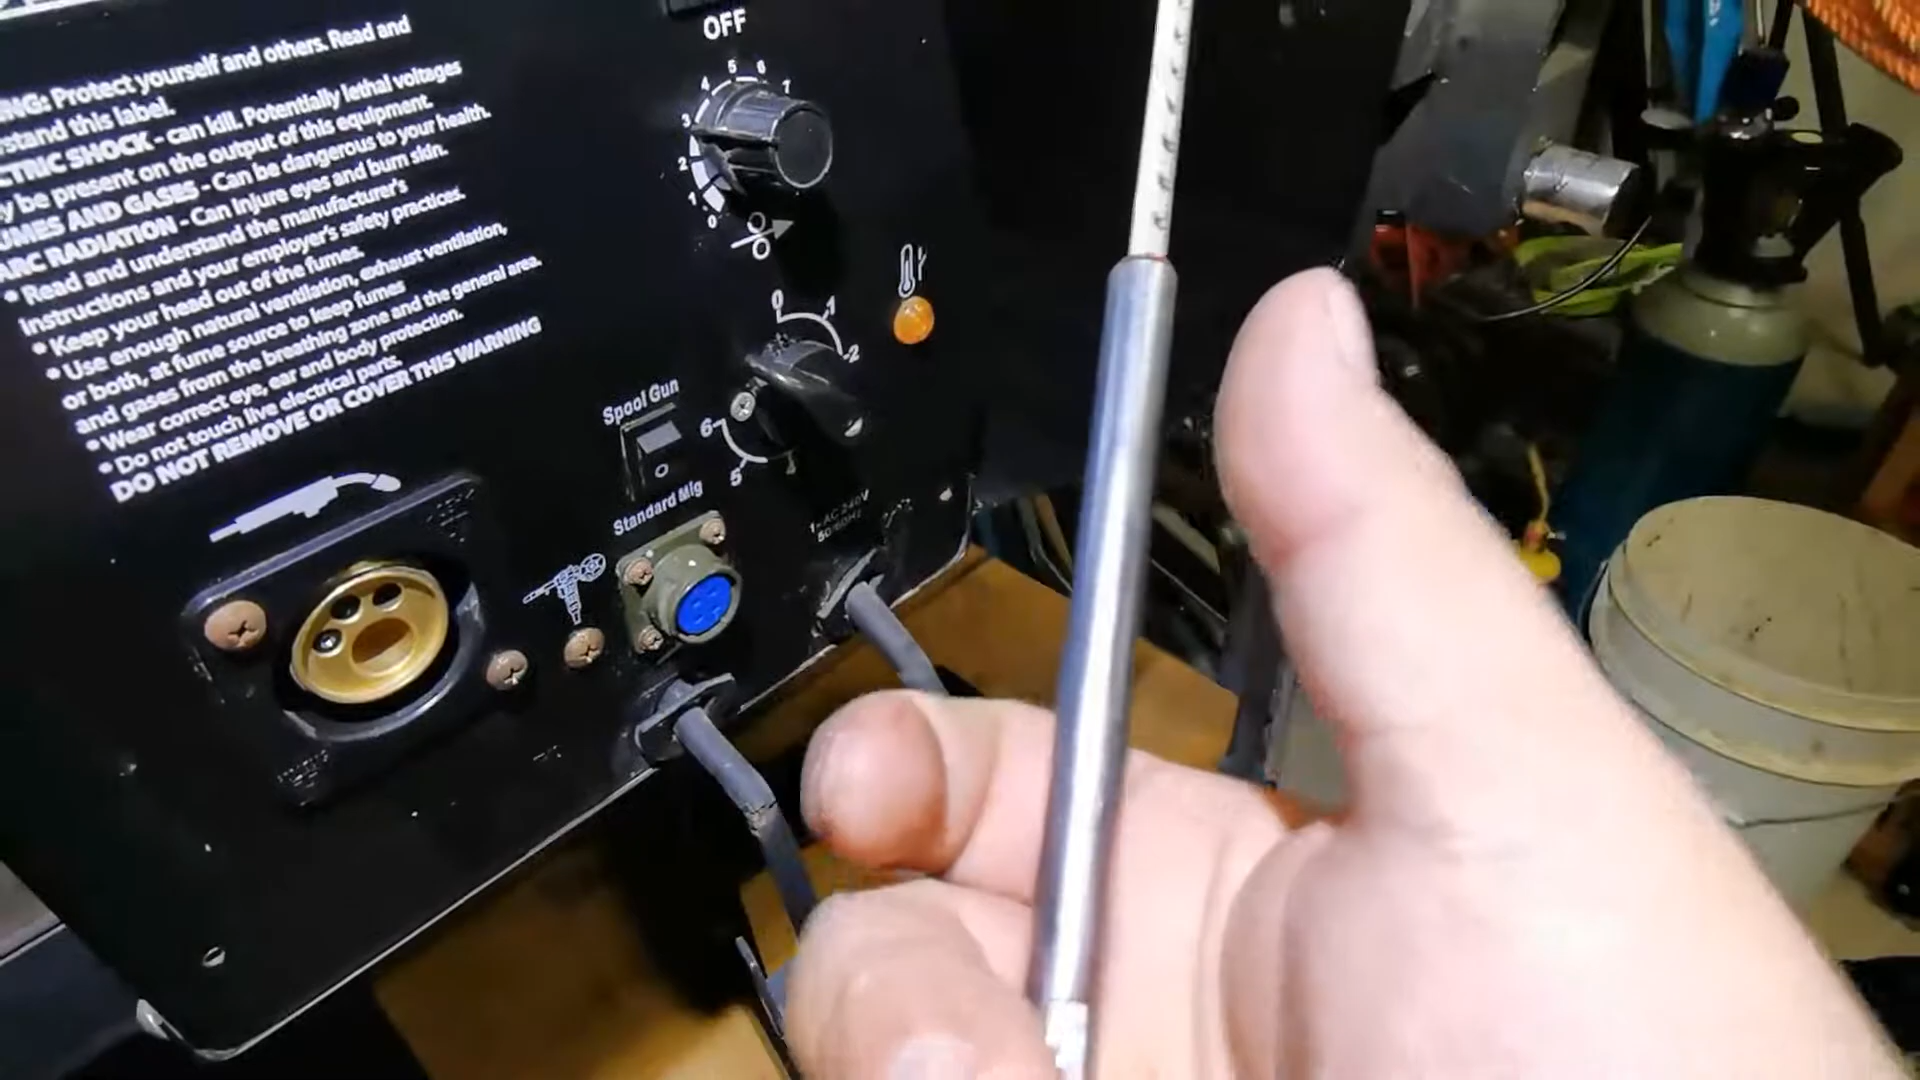 OFF
NG: Protect yourself and others. Read and
rstand this label.
CTRIC SHOCK - can kill. Potentially lethal voltages
y be present on the output of this equipment.
UMES AND GASES - Can be dangerous to your health.
ARC RADIATION - Can injure eyes and burn skin.
• Read and understand the manufacturer's
instructions and your employer's safety practices.
• Keep your head out of the fumes.
• Use enough natural ventilation, exhaust ventilation,
or both, at fume source to keep fumes
and gases from the breathing zone and the general area.
• Wear correct eye, ear and body protection.
• Do not touch live electrical parts.
DO NOT REMOVE OR COVER THIS WARNING
0 1 2 3 4 5 6 7
%
0 1 2
5 6
Spool Gun
Standard Mig
1~AC 240V
50/60Hz